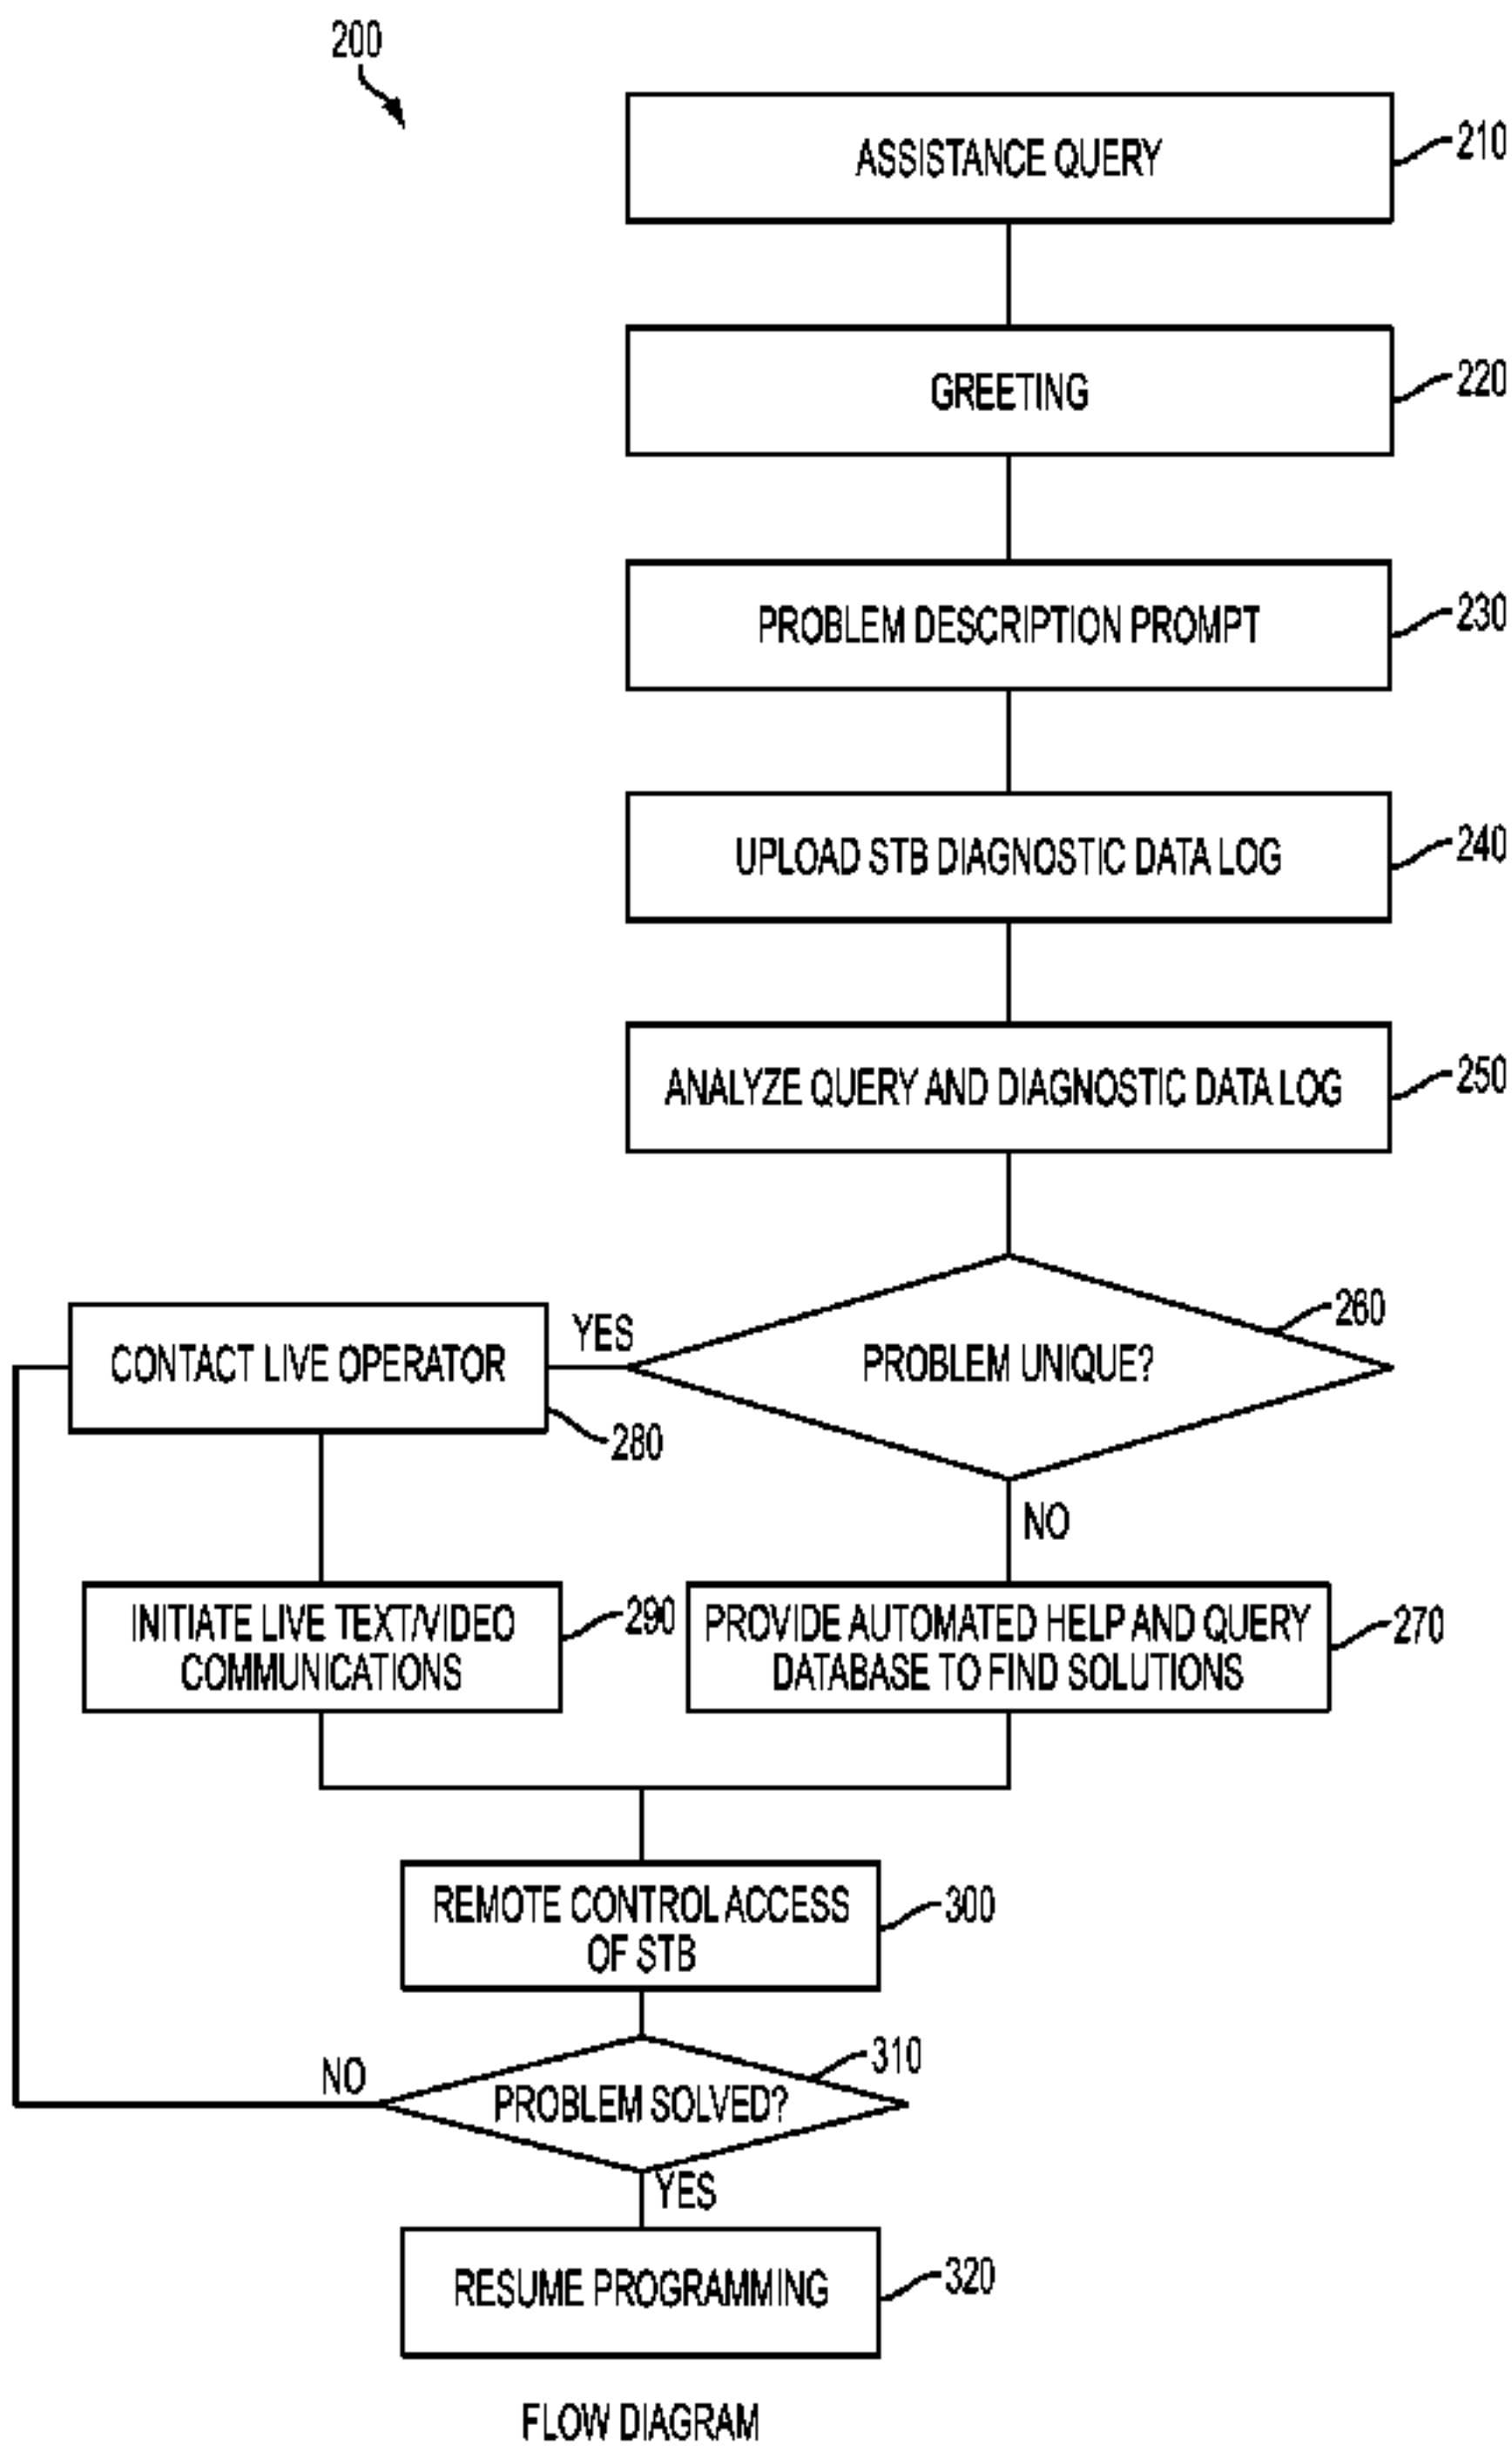 200
ASSISTANCE QUERY
210
GREETING
220
PROBLEM DESCRIPTION PROMPT
230
UPLOAD STB DIAGNOSTIC DATA LOG
240
ANALYZE QUERY AND DIAGNOSTIC DATA LOG
250
PROBLEM UNIQUE?
260
YES
CONTACT LIVE OPERATOR
280
NO
INITIATE LIVE TEXT/VIDEO
COMMUNICATIONS
290
PROVIDE AUTOMATED HELP AND QUERY
DATABASE TO FIND SOLUTIONS
270
REMOTE CONTROL ACCESS
OF STB
300
PROBLEM SOLVED?
310
NO
YES
RESUME PROGRAMMING
320
FLOW DIAGRAM